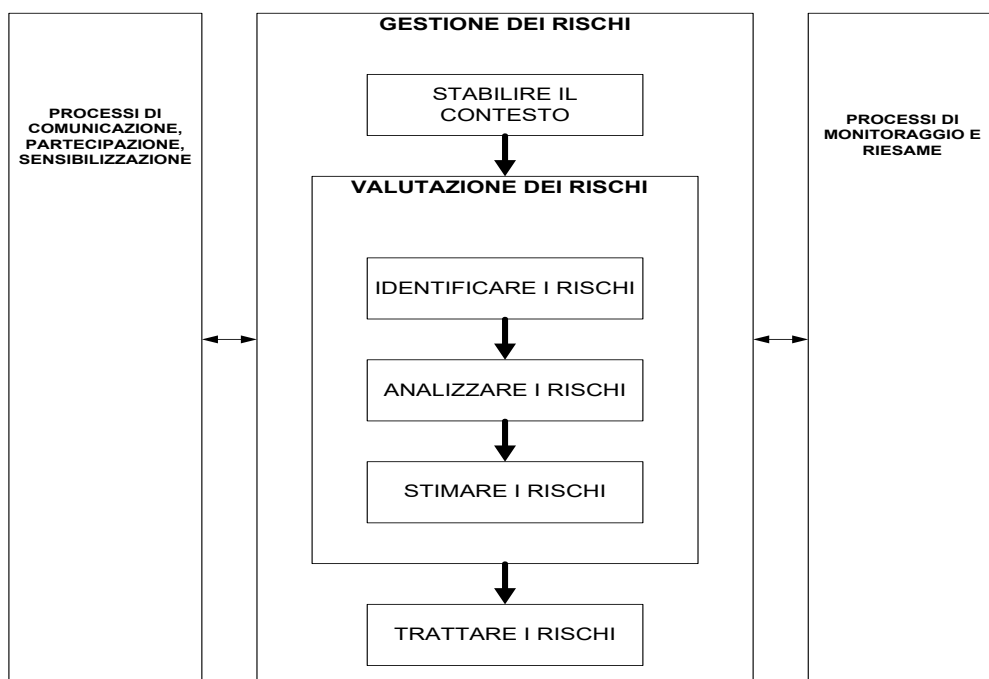 GESTIONE DEI RISCHI
PROCESSI DI
COMUNICAZIONE,
PARTECIPAZIONE,
SENSIBILIZZAZIONE
STABILIRE IL
CONTESTO
VALUTAZIONE DEI RISCHI
IDENTIFICARE I RISCHI
ANALIZZARE I RISCHI
STIMARE I RISCHI
TRATTARE I RISCHI
PROCESSI DI
MONITORAGGIO E
RIESAME